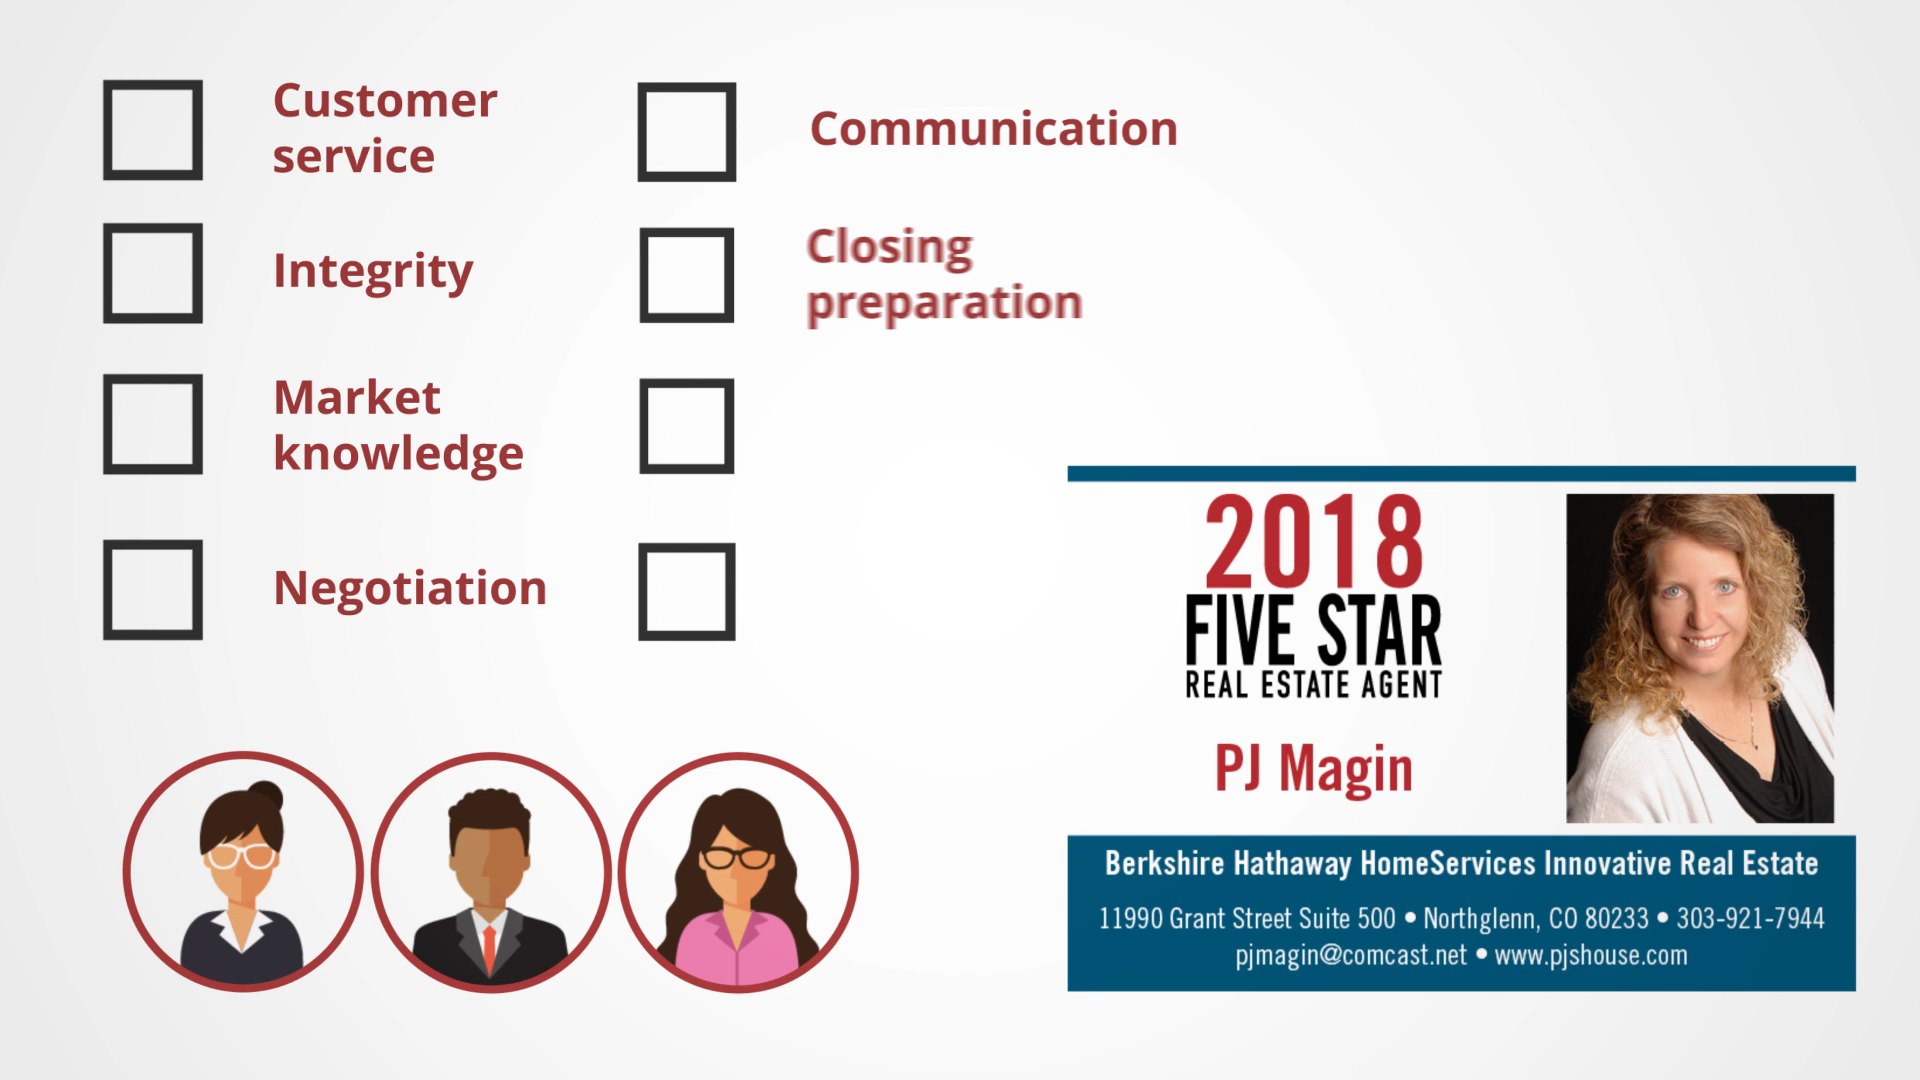 Customer
service
Integrity
Market
knowledge
Negotiation
Communication
Closing
preparation
2018
FIVE STAR
REAL ESTATE AGENT
PJ Magin
Berkshire Hathaway HomeServices Innovative Real Estate
11990 Grant Street Suite 500 • Northglenn, CO 80233 • 303-921-7944
pjmagin@comcast.net • www.pjshouse.com